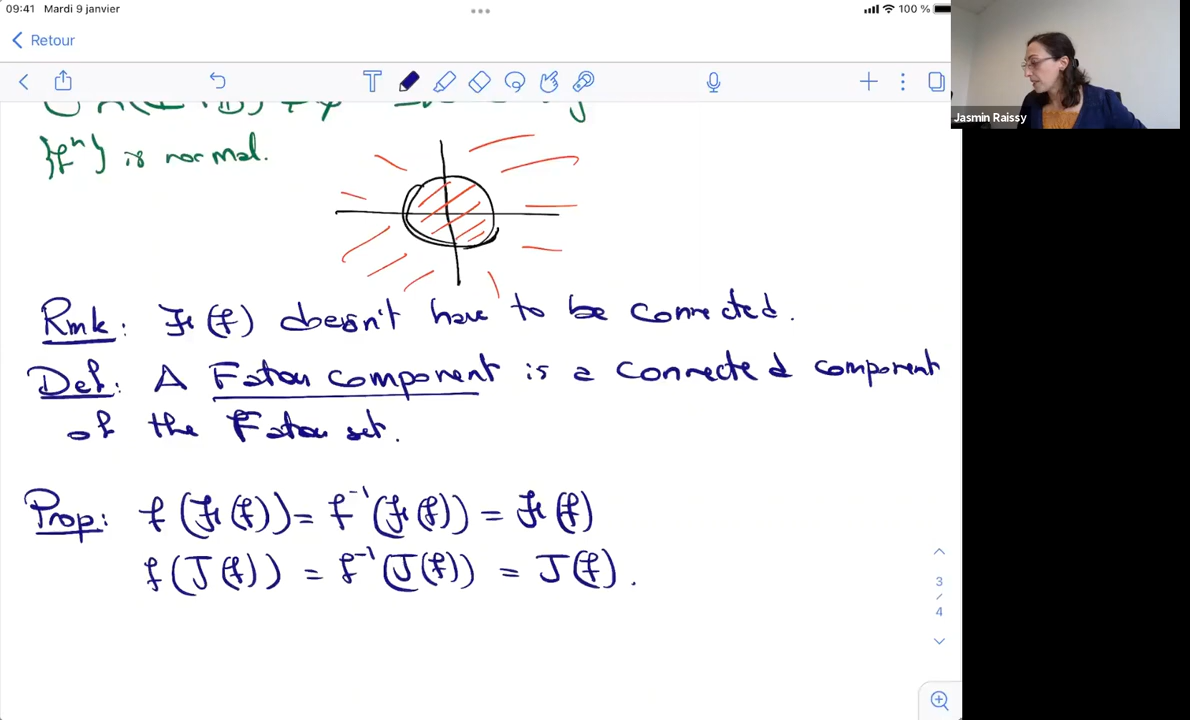 09:41 Mardi 9 janvier
100 %
Retour
Jasmin Raissy
{fⁿ} is normal.
Rmk: F(f) doesn't have to be connected.
Def: A Fatou component is a connected component
of the Fatou set.
Prop: f(F(f)) = f⁻¹(F(f)) = F(f)
f(J(f)) = f⁻¹(J(f)) = J(f).
3
/
4